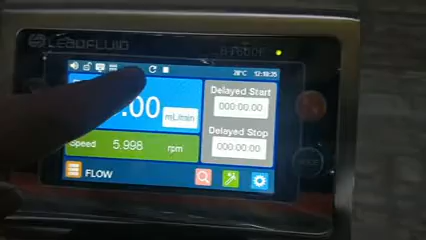 LEADFLUID
28°C 12:18:35
.00
mL/min
Delayed Start
000:00:00
Speed 5.998 rpm
Delayed Stop
000:00:00
FLOW